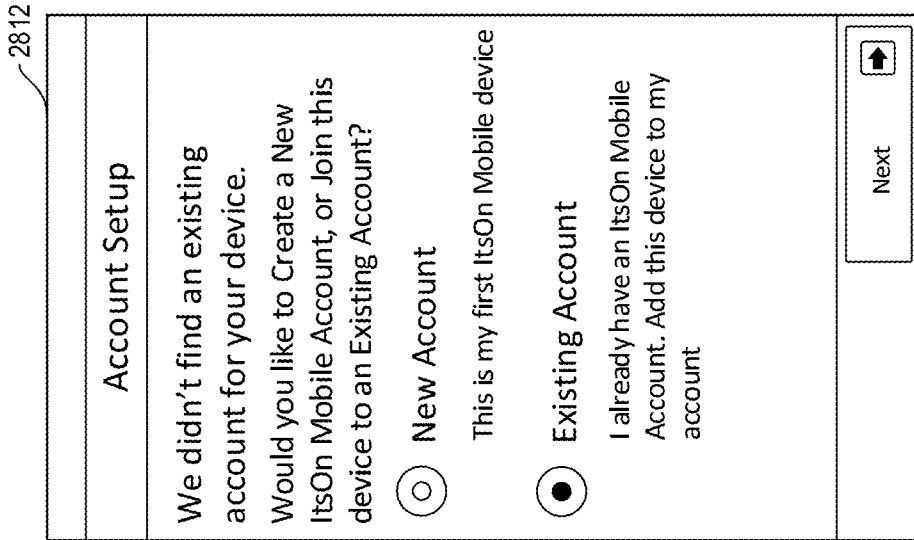 2812
Account Setup
We didn't find an existing
account for your device.
Would you like to Create a New
ItsOn Mobile Account, or Join this
device to an Existing Account?
New Account
This is my first ItsOn Mobile device
Existing Account
I already have an ItsOn Mobile
Account. Add this device to my
account
Next